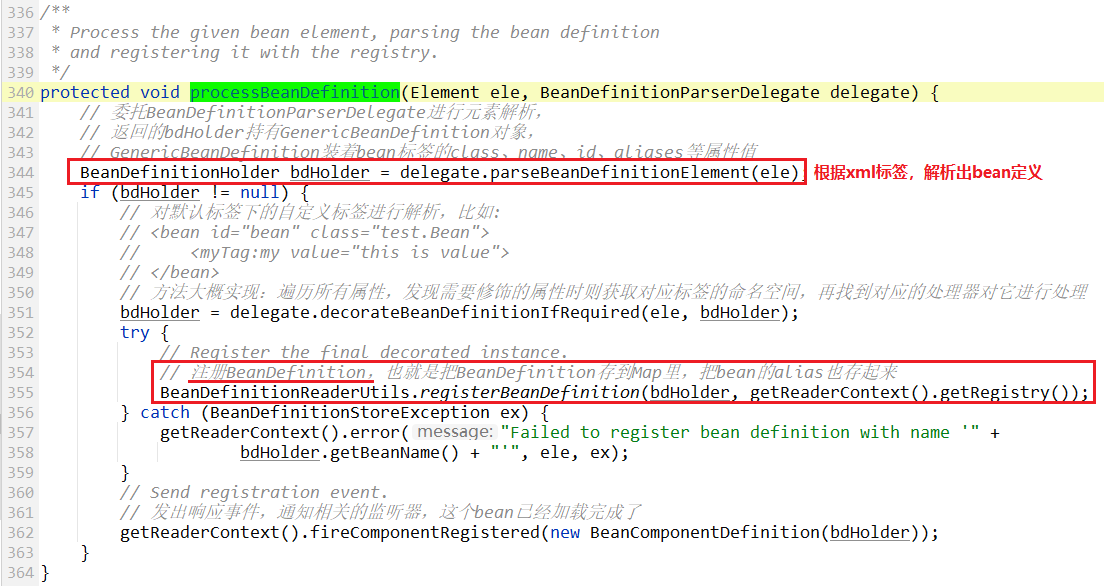 336 /**
337  * Process the given bean element, parsing the bean definition
338  * and registering it with the registry.
339  */
340 protected void processBeanDefinition(Element ele, BeanDefinitionParserDelegate delegate) {
341     // 委托BeanDefinitionParserDelegate进行元素解析，
342     // 返回的bdHolder持有GenericBeanDefinition对象，
343     // GenericBeanDefinition装着bean标签的class、name、id、aliases等属性值
344     BeanDefinitionHolder bdHolder = delegate.parseBeanDefinitionElement(ele); 根据xml标签，解析出bean定义
345     if (bdHolder != null) {
346         // 对默认标签下的自定义标签进行解析，比如：
347         // <bean id="bean" class="test.Bean">
348         //     <myTag:my value="this is value">
349         // </bean>
350         // 方法大概实现：遍历所有属性，发现需要修饰的属性时则获取对应标签的命名空间，再找到对应的处理器对它进行处理
351         bdHolder = delegate.decorateBeanDefinitionIfRequired(ele, bdHolder);
352         try {
353             // Register the final decorated instance.
354             // 注册BeanDefinition，也就是把BeanDefinition存到Map里，把bean的alias也存起来
355             BeanDefinitionReaderUtils.registerBeanDefinition(bdHolder, getReaderContext().getRegistry());
356         } catch (BeanDefinitionStoreException ex) {
357             getReaderContext().error( message: "Failed to register bean definition with name '" +
358                     bdHolder.getBeanName() + "'", ele, ex);
359         }
360         // Send registration event.
361         // 发出响应事件，通知相关的监听器，这个bean已经加载完成了
362         getReaderContext().fireComponentRegistered(new BeanComponentDefinition(bdHolder));
363     }
364 }